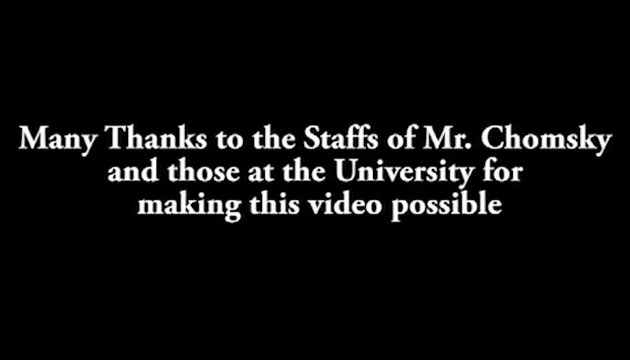 Many Thanks to the Staffs of Mr. Chomsky
and those at the University for
making this video possible